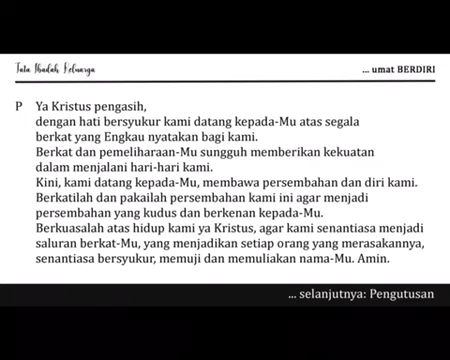 Tata Ibadah Keluarga
... umat BERDIRI
P Ya Kristus pengasih,
dengan hati bersyukur kami datang kepada-Mu atas segala
berkat yang Engkau nyatakan bagi kami.
Berkat dan pemeliharaan-Mu sungguh memberikan kekuatan
dalam menjalani hari-hari kami.
Kini, kami datang kepada-Mu, membawa persembahan dan diri kami.
Berkatilah dan pakailah persembahan kami ini agar menjadi
persembahan yang kudus dan berkenan kepada-Mu.
Berkuasalah atas hidup kami ya Kristus, agar kami senantiasa menjadi
saluran berkat-Mu, yang menjadikan setiap orang yang merasakannya,
senantiasa bersyukur, memuji dan memuliakan nama-Mu. Amin.
... selanjutnya: Pengutusan